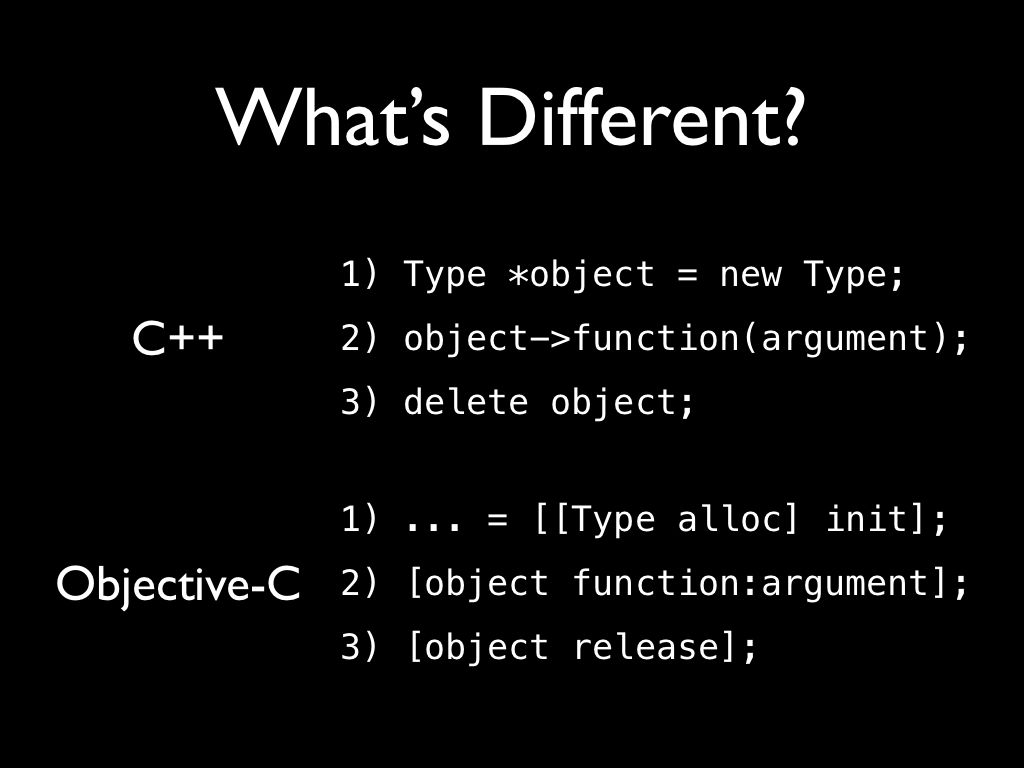 What's Different?
C++
1) Type *object = new Type;
2) object->function(argument);
3) delete object;
Objective-C
1) ... = [[Type alloc] init];
2) [object function:argument];
3) [object release];